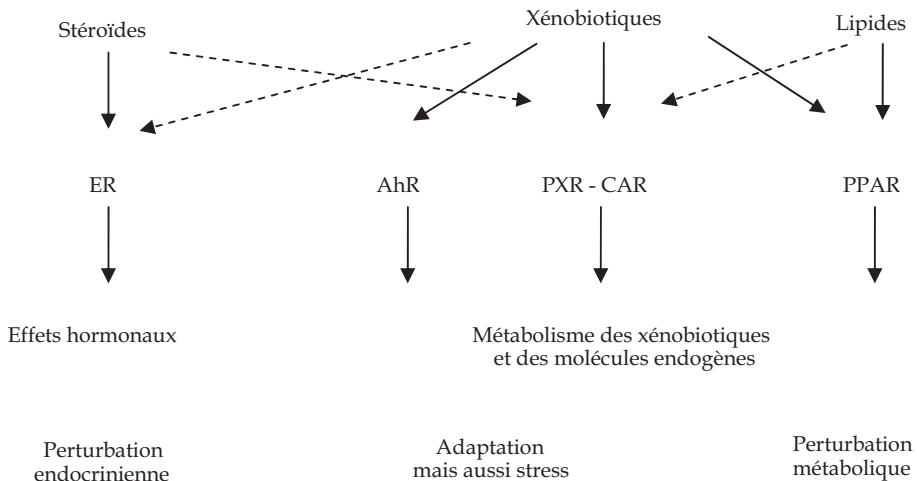 Stéroïdes
Xénobiotiques
Lipides
ER
AhR
PXR - CAR
PPAR
Effets hormonaux
Métabolisme des xénobiotiques
et des molécules endogènes
Perturbation
endocrinienne
Adaptation
mais aussi stress
Perturbation
métabolique